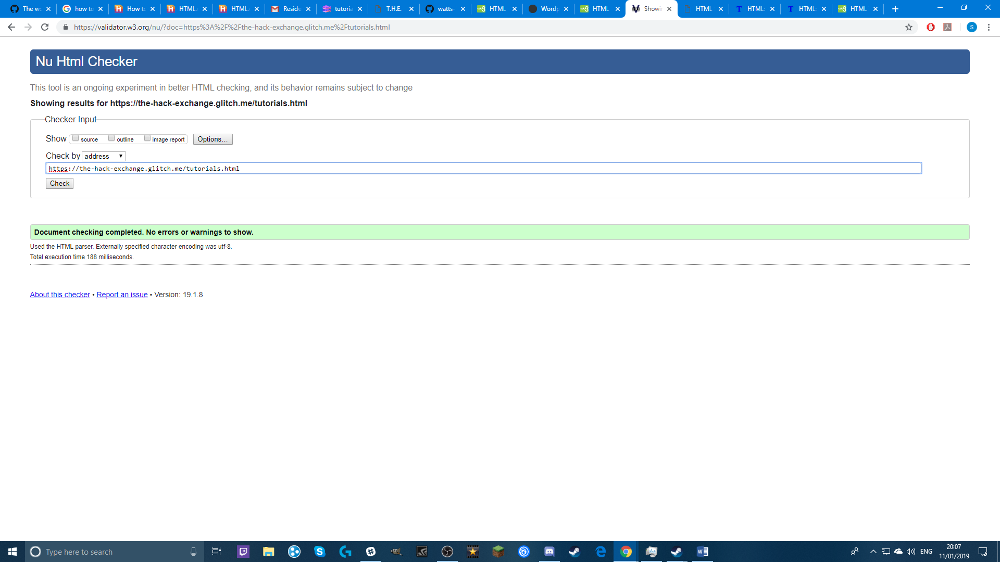 The wo
how to
How to
HTML.
HTML.
Reside
tutoria
T.H.E.
watts-
HTML
Wordp
HTML
Showin
HTML
HTML:
HTML:
HTML
https://validator.w3.org/nu/?doc=https%3A%2F%2Fthe-hack-exchange.glitch.me%2Ftutorials.html
S
Nu Html Checker
This tool is an ongoing experiment in better HTML checking, and its behavior remains subject to change
Showing results for https://the-hack-exchange.glitch.me/tutorials.html
Checker Input
Show source outline image report Options...
Check by address
https://the-hack-exchange.glitch.me/tutorials.html
Check
Document checking completed. No errors or warnings to show.
Used the HTML parser. Externally specified character encoding was utf-8.
Total execution time 188 milliseconds.
About this checker • Report an issue • Version: 19.1.8
Type here to search
ENG
20:07
11/01/2019